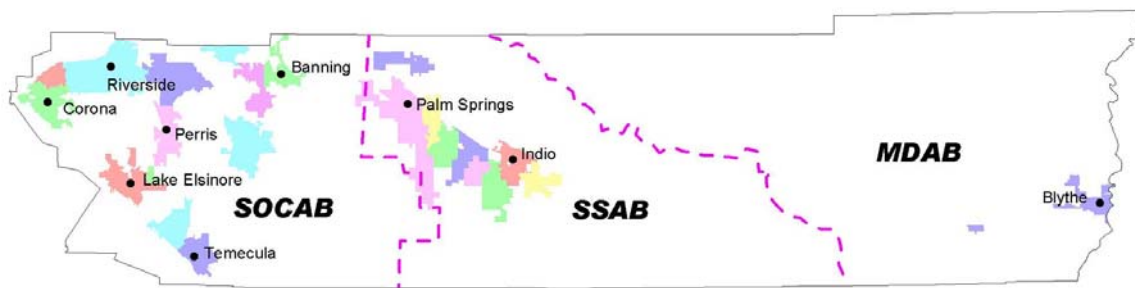 Banning
Riverside
Corona
Palm Springs
Perris
Indio
MDAB
Lake Elsinore
Blythe
SOCAB
SSAB
Temecula